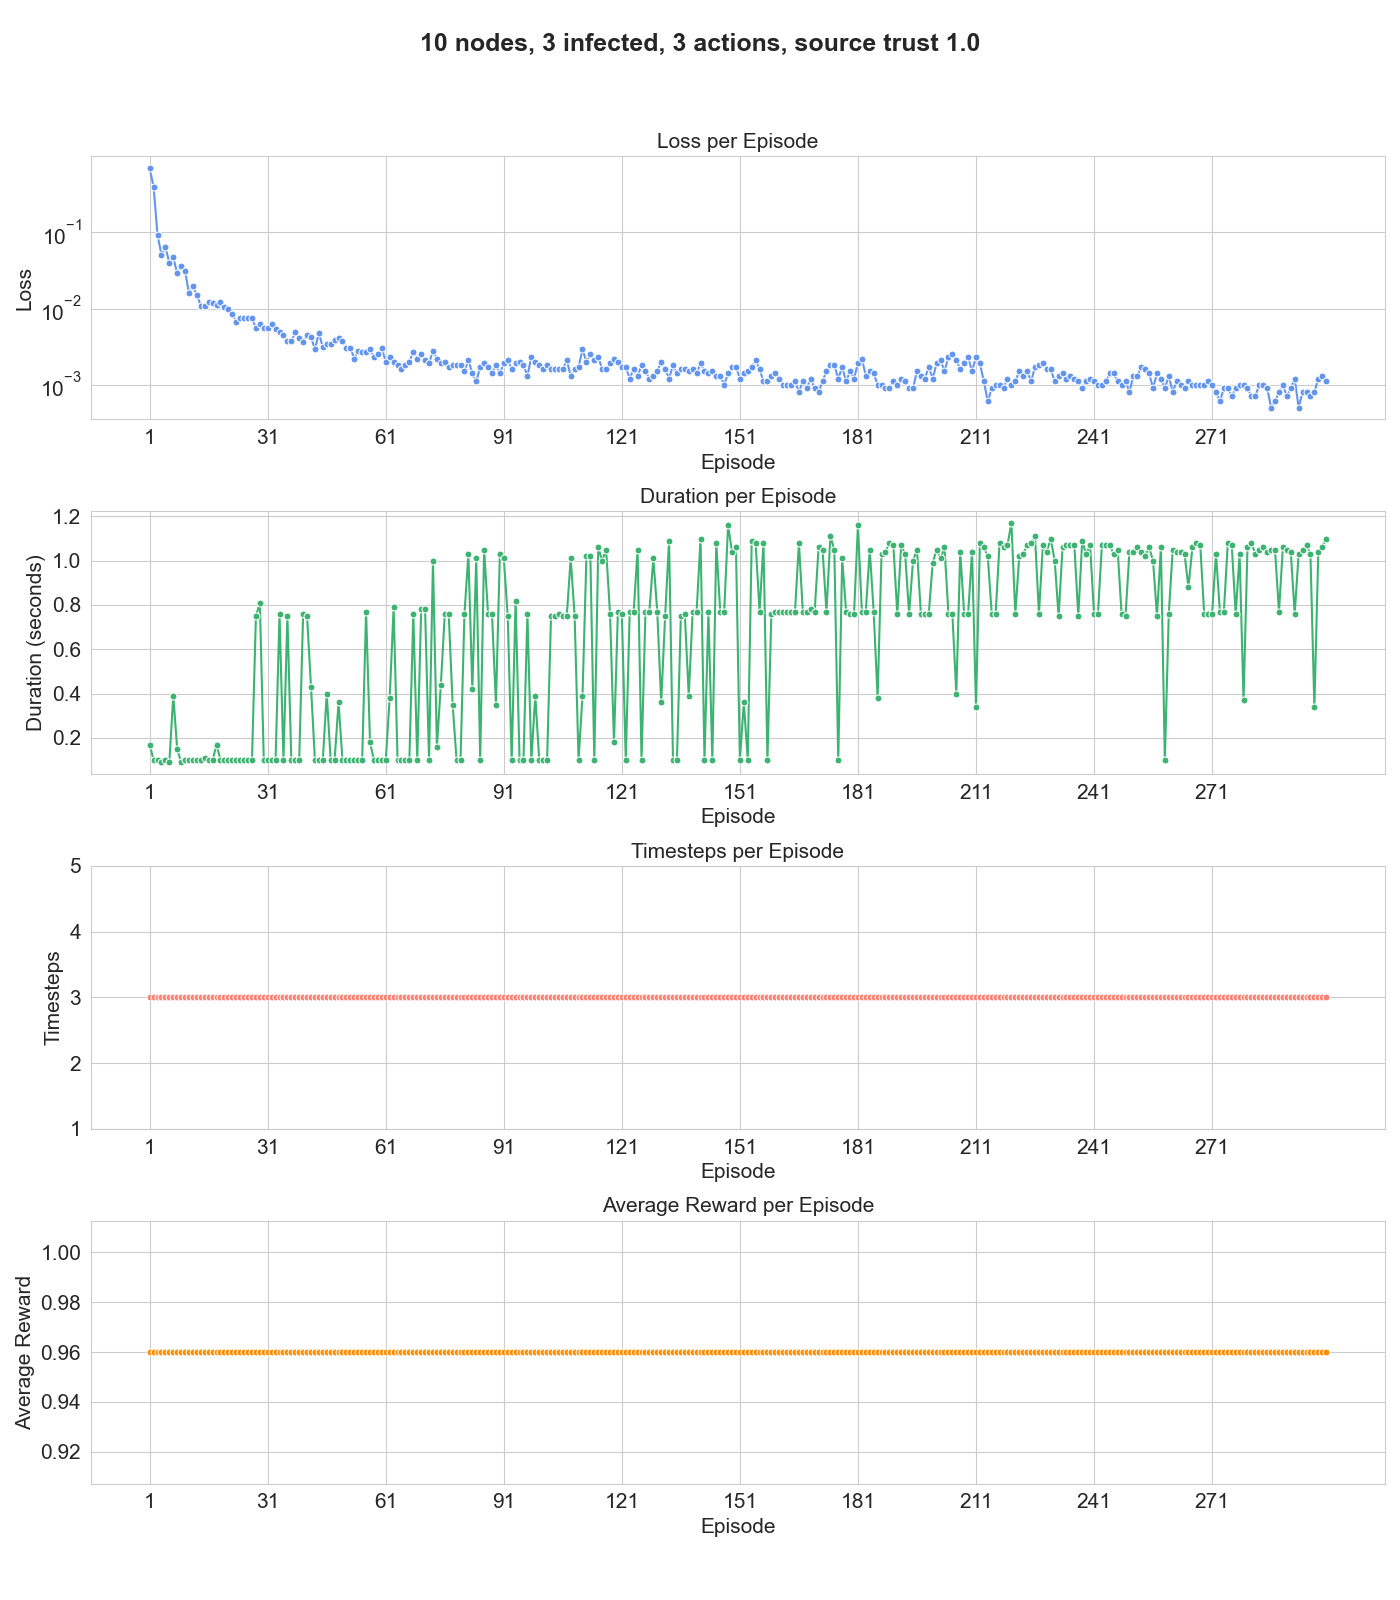 10 nodes, 3 infected, 3 actions, source trust 1.0
Loss per Episode
Loss
10⁻¹
10⁻²
10⁻³
1 31 61 91 121 151 181 211 241 271
Episode
Duration per Episode
Duration (seconds)
1.2
1.0
0.8
0.6
0.4
0.2
1 31 61 91 121 151 181 211 241 271
Episode
Timesteps per Episode
Timesteps
5
4
3
2
1
1 31 61 91 121 151 181 211 241 271
Episode
Average Reward per Episode
Average Reward
1.00
0.98
0.96
0.94
0.92
1 31 61 91 121 151 181 211 241 271
Episode